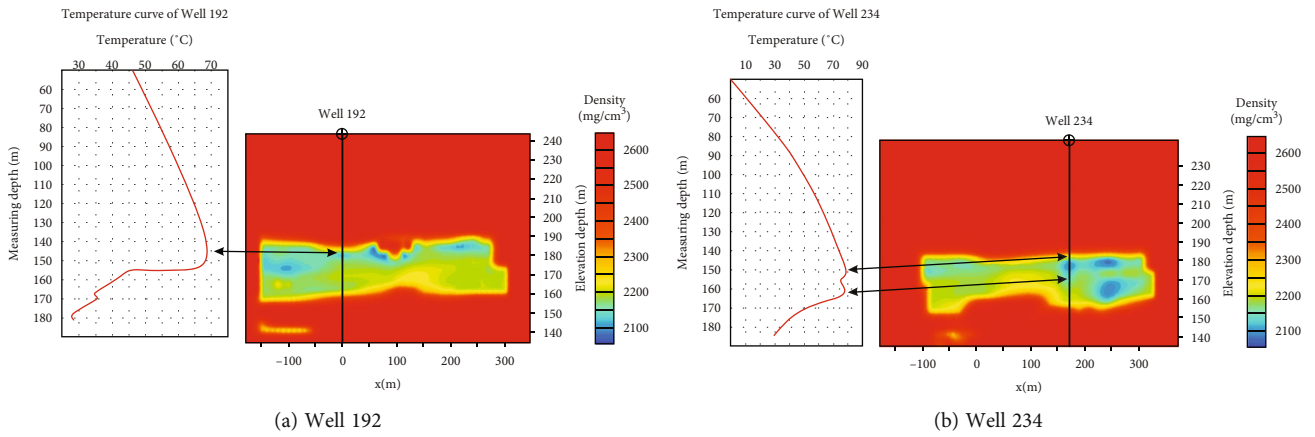 Temperature curve of Well 192
Temperature (˚C)
30 40 50 60 70
60
70
80
90
100
110
120
130
140
150
160
170
180
Measuring depth (m)
Well 192
240
230
220
210
200
190
180
170
160
150
140
Elevation depth (m)
Density
(mg/cm³)
2600
2500
2400
2300
2200
2100
−100 0 100 200 300
x(m)
(a) Well 192
Temperature curve of Well 234
Temperature (˚C)
10 30 50 70 90
60
70
80
90
100
110
120
130
140
150
160
170
180
Measuring depth (m)
Well 234
230
220
210
200
190
180
170
160
150
140
Elevation depth (m)
Density
(mg/cm³)
2600
2500
2400
2300
2200
2100
−100 0 100 200 300
x(m)
(b) Well 234